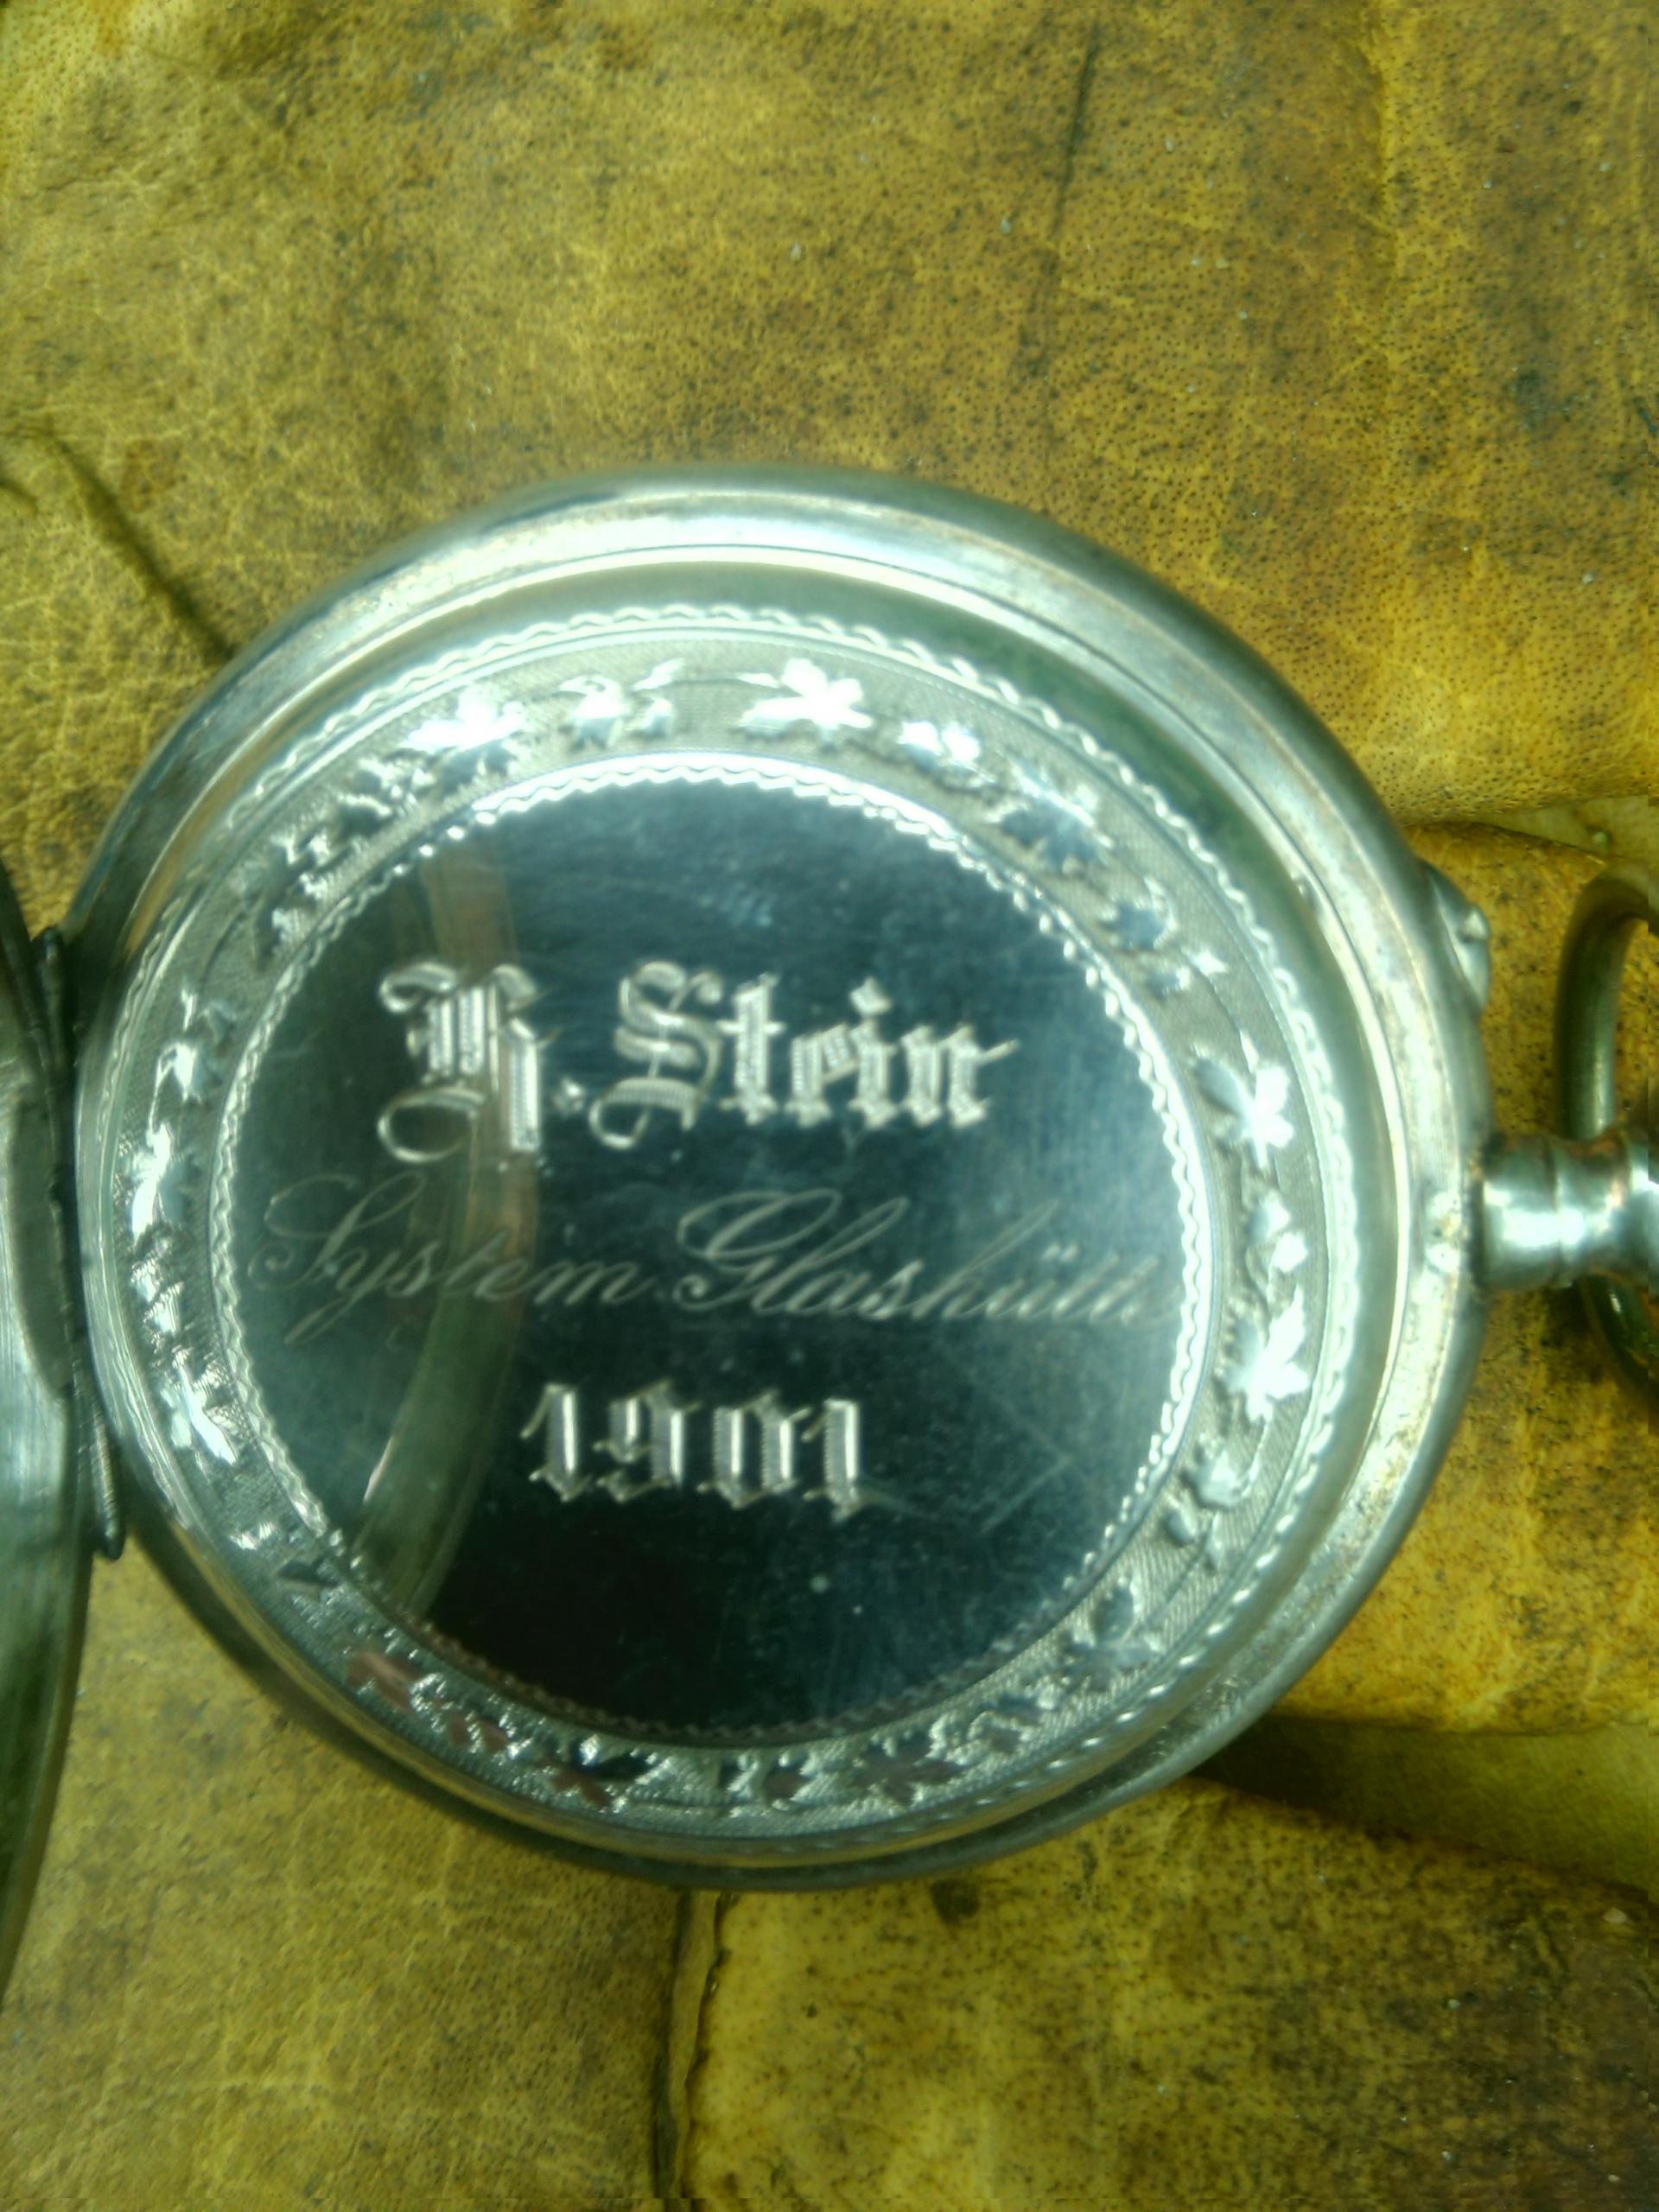 R. Stein
System Glashütte
1901